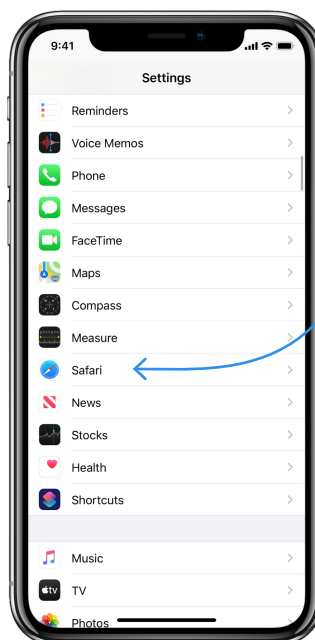 9:41
Settings
Reminders
Voice Memos
Phone
Messages
FaceTime
Maps
Compass
Measure
Safari
News
Stocks
Health
Shortcuts
Music
tv
TV
Photos